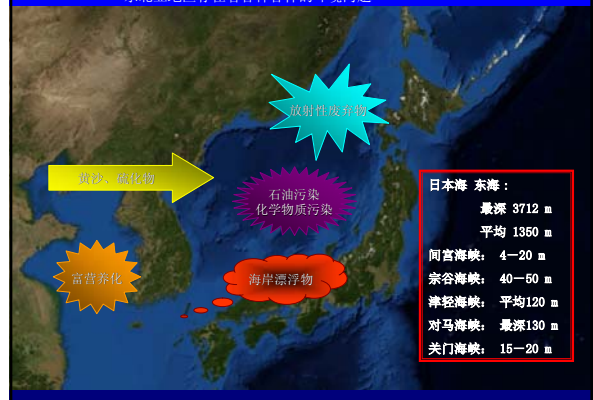 放射性废弃物
黄沙、硫化物
石油污染
化学物质污染
富营养化
海岸漂浮物
日本海 东海：
最深 3712 m
平均 1350 m
间宫海峡： 4－20 m
宗谷海峡： 40－50 m
津轻海峡： 平均120 m
对马海峡： 最深130 m
关门海峡： 15－20 m